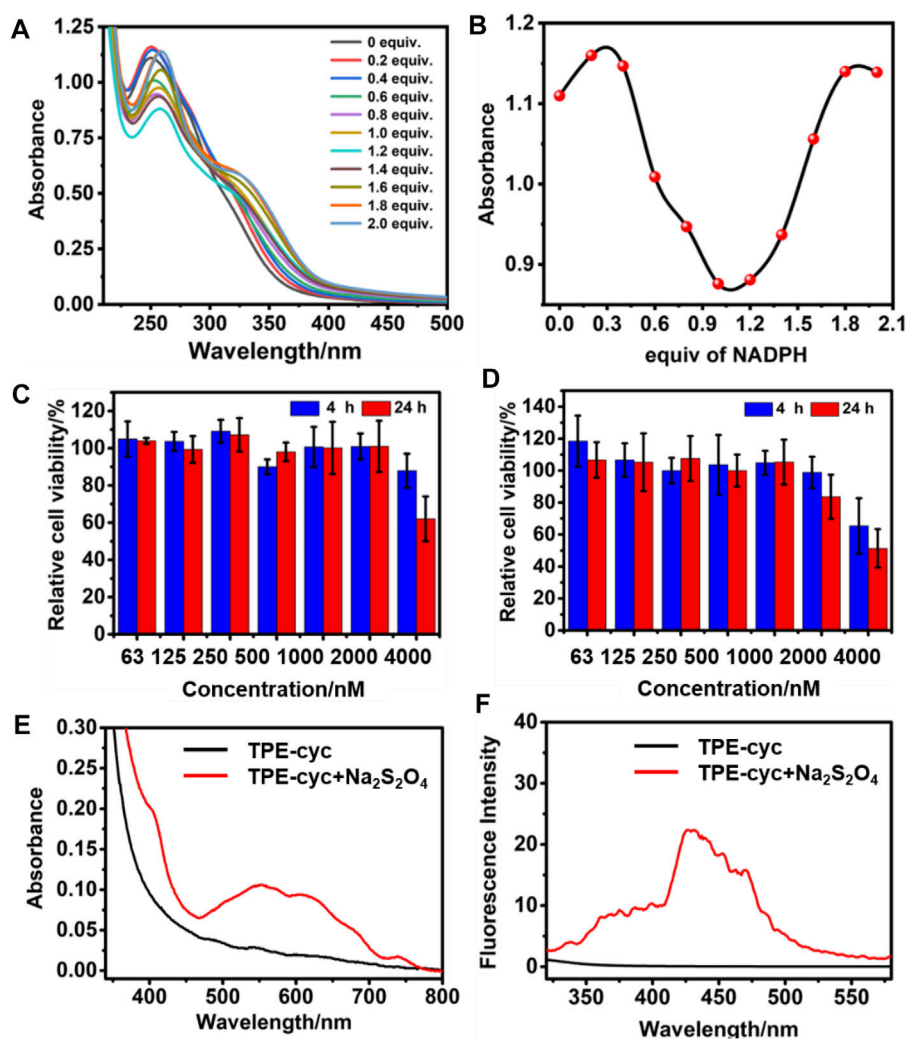 A
1.25
1.00
0.75
0.50
0.25
0.00
Absorbance
250
300
350
400
450
500
Wavelength/nm
0 equiv.
0.2 equiv.
0.4 equiv.
0.6 equiv.
0.8 equiv.
1.0 equiv.
1.2 equiv.
1.4 equiv.
1.6 equiv.
1.8 equiv.
2.0 equiv.
B
1.2
1.1
1.0
0.9
Absorbance
0.0
0.3
0.6
0.9
1.2
1.5
1.8
2.1
equiv of NADPH
C
120
100
80
60
40
20
0
Relative cell viability/%
4 h
24 h
63
125
250
500
1000
2000
4000
Concentration/nM
D
140
120
100
80
60
40
20
0
Relative cell viability/%
4 h
24 h
63
125
250
500
1000
2000
4000
Concentration/nM
E
0.30
0.25
0.20
0.15
0.10
0.05
0.00
Absorbance
TPE-cyc
TPE-cyc+Na₂S₂O₄
400
500
600
700
800
Wavelength/nm
F
40
30
20
10
0
Fluorescence Intensity
TPE-cyc
TPE-cyc+Na₂S₂O₄
350
400
450
500
550
Wavelength/nm